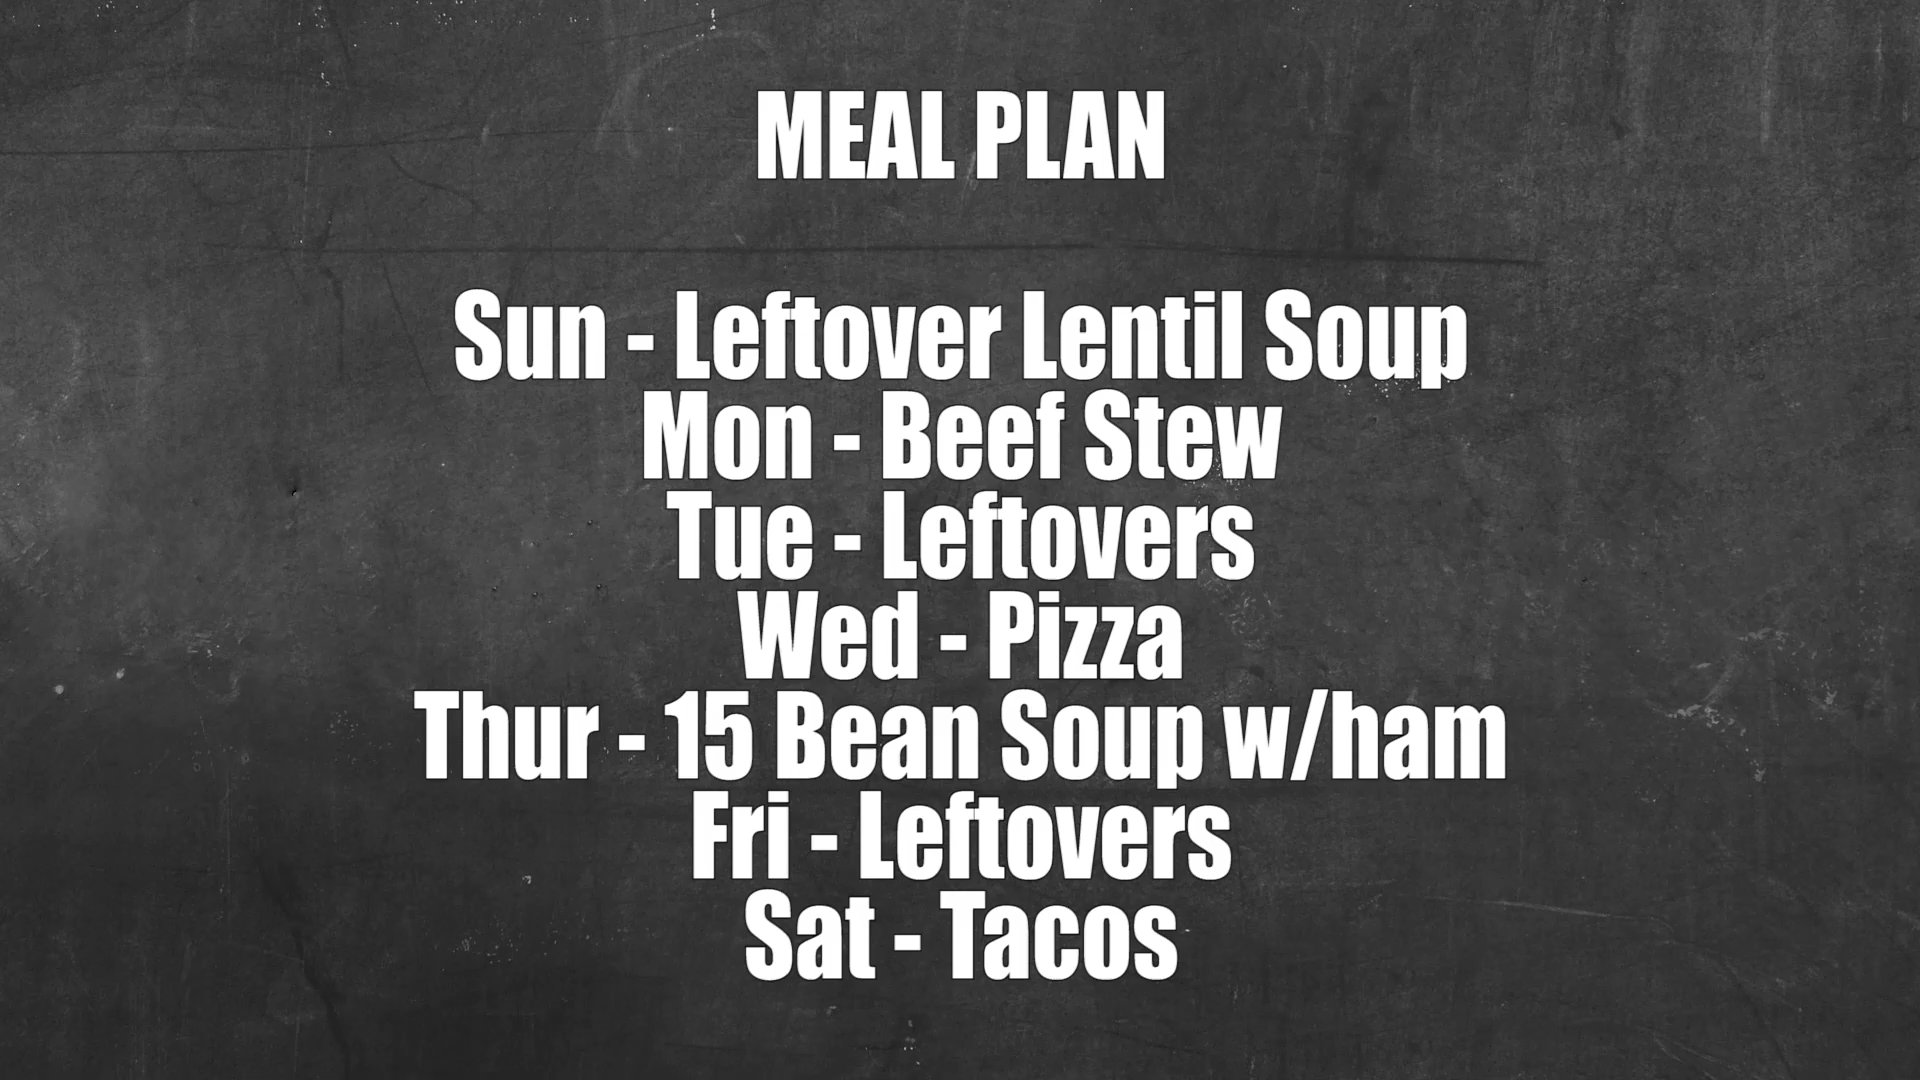 MEAL PLAN
Sun - Leftover Lentil Soup
Mon - Beef Stew
Tue - Leftovers
Wed - Pizza
Thur - 15 Bean Soup w/ham
Fri - Leftovers
Sat - Tacos